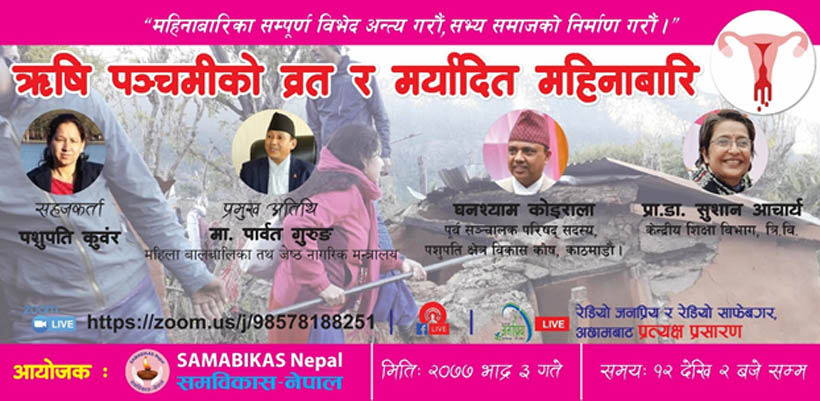 “महिनाबारिका सम्पूर्ण विभेद अन्त्य गरौं, सभ्य समाजको निर्माण गरौं ।”
ऋषि पञ्चमीको व्रत र मर्यादित महिनाबारि
सहजकर्ता
पशुपति कुवंर
प्रमुख अतिथि
मा. पार्वत गुरुङ
महिला बालबालिका तथ जेष्ठ नागरिक मन्त्रालय
घनश्याम कोइराला
पुर्व सञ्चालक परिषद् सदस्य,
पशुपति क्षेत्र विकास कोष, काठमाडौं।
प्रा.डा. सुशान आचार्य
केन्द्रीय शिक्षा विभाग, त्रि.बि.
zoom
LIVE
https://zoom.us/j/98578188251
LIVE
जनप्रिय
LIVE
रेडियो जनप्रिय र रेडियो साफेबगर,
अछामबाट प्रत्यक्ष प्रसारण
आयोजक :
SAMABIKAS Nepal
समविकास-नेपाल
मितिः २०७७ भाद्र ३ गते
समयः १२ देखि २ बजे सम्म